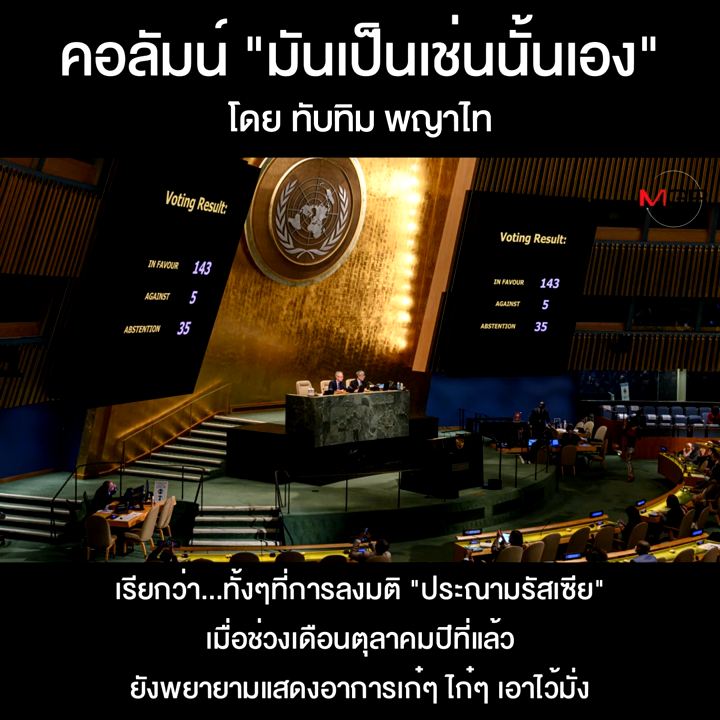 คอลัมน์ "มันเป็นเช่นนั้นเอง"
โดย ทับทิม พญาไท
Voting Result:
IN FAVOUR 143
AGAINST 5
ABSTENTION 35
Voting Result:
IN FAVOUR 143
AGAINST 5
ABSTENTION 35
เรียกว่า...ทั้งๆที่การลงมติ "ประณามรัสเซีย"
เมื่อช่วงเดือนตุลาคมปีที่แล้ว
ยังพยายามแสดงอาการเก๋ๆ ไก๋ๆ เอาไว้มั่ง